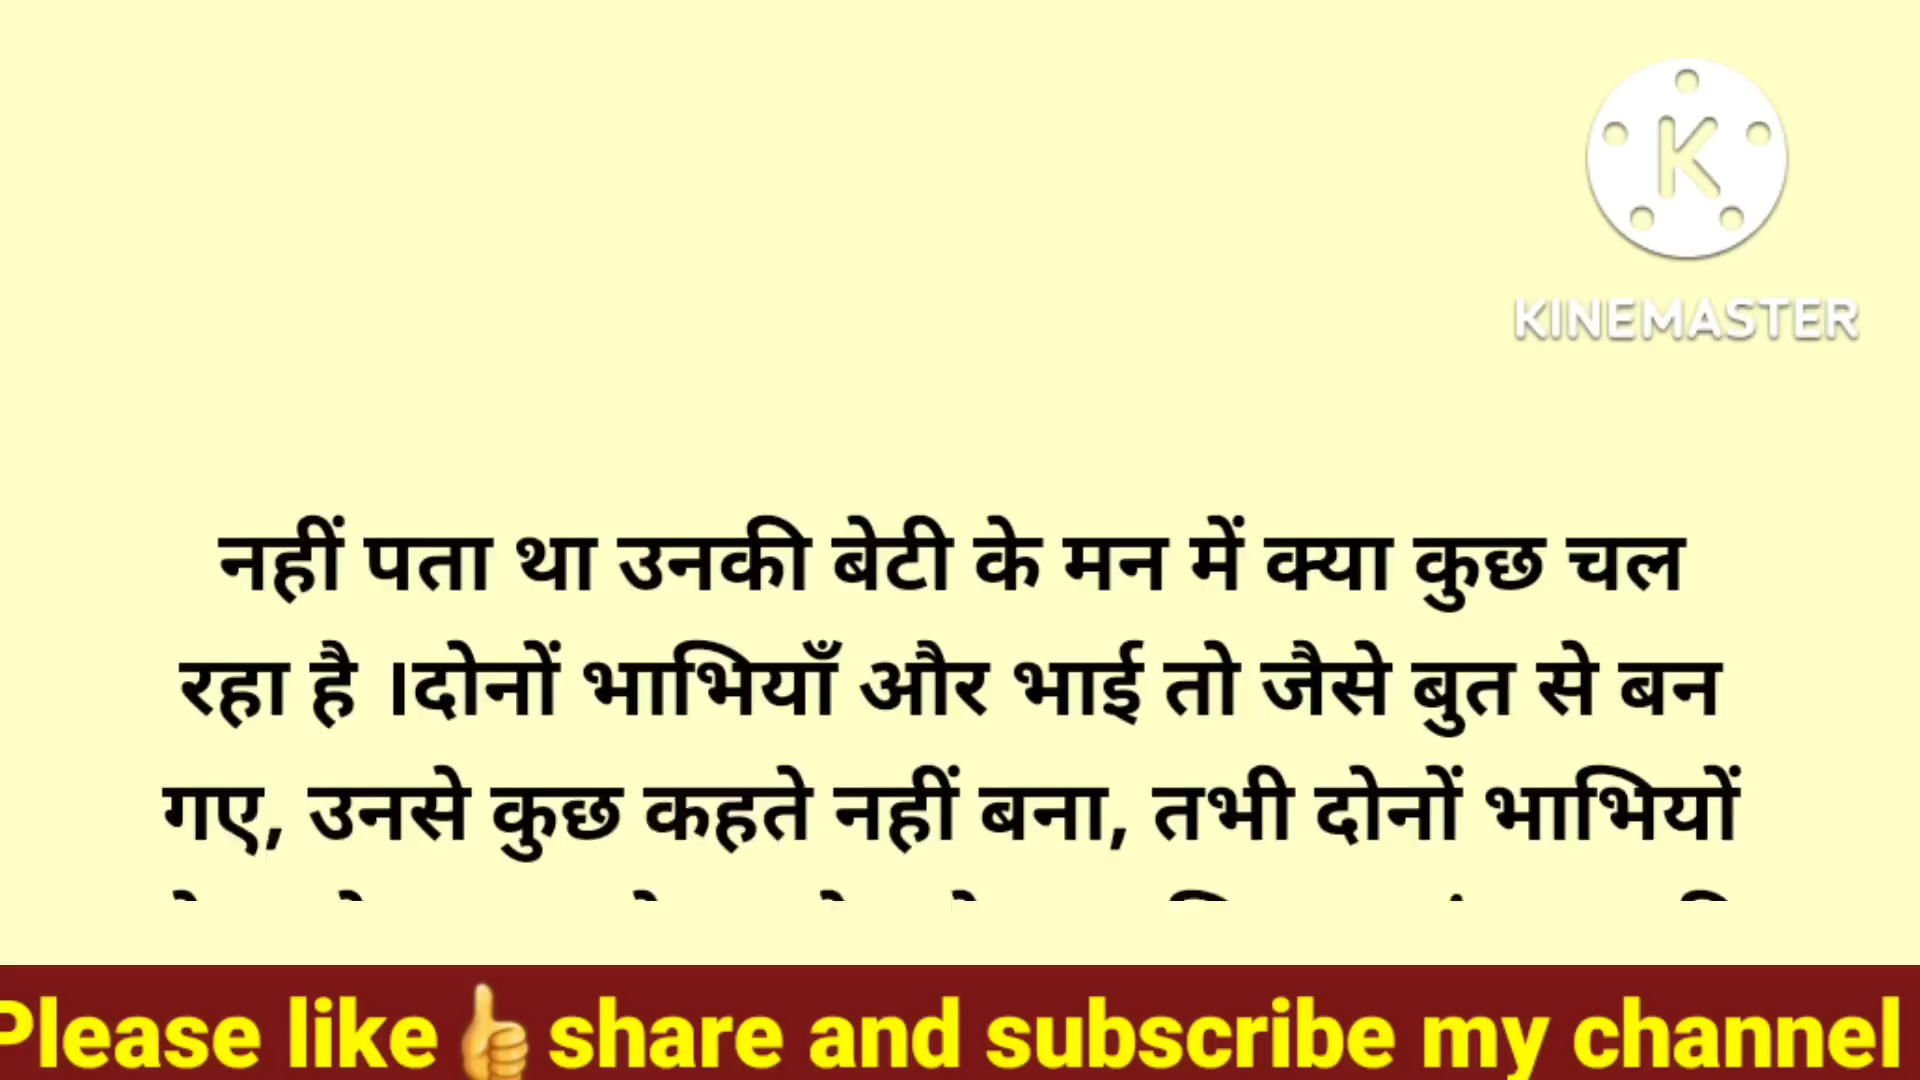 KINEMASTER
नहीं पता था उनकी बेटी के मन में क्या कुछ चल
रहा है ।दोनों भाभियाँ और भाई तो जैसे बुत से बन
गए, उनसे कुछ कहते नहीं बना, तभी दोनों भाभियों
Please like👍share and subscribe my channel